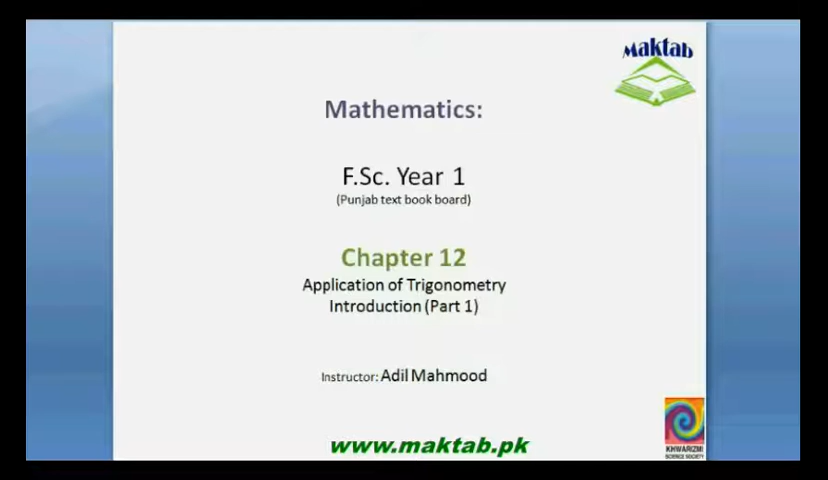 Maktab
Mathematics:
F.Sc. Year 1
(Punjab text book board)
Chapter 12
Application of Trigonometry
Introduction (Part 1)
Instructor: Adil Mahmood
www.maktab.pk
KHWARIZMI
SCIENCE SOCIETY